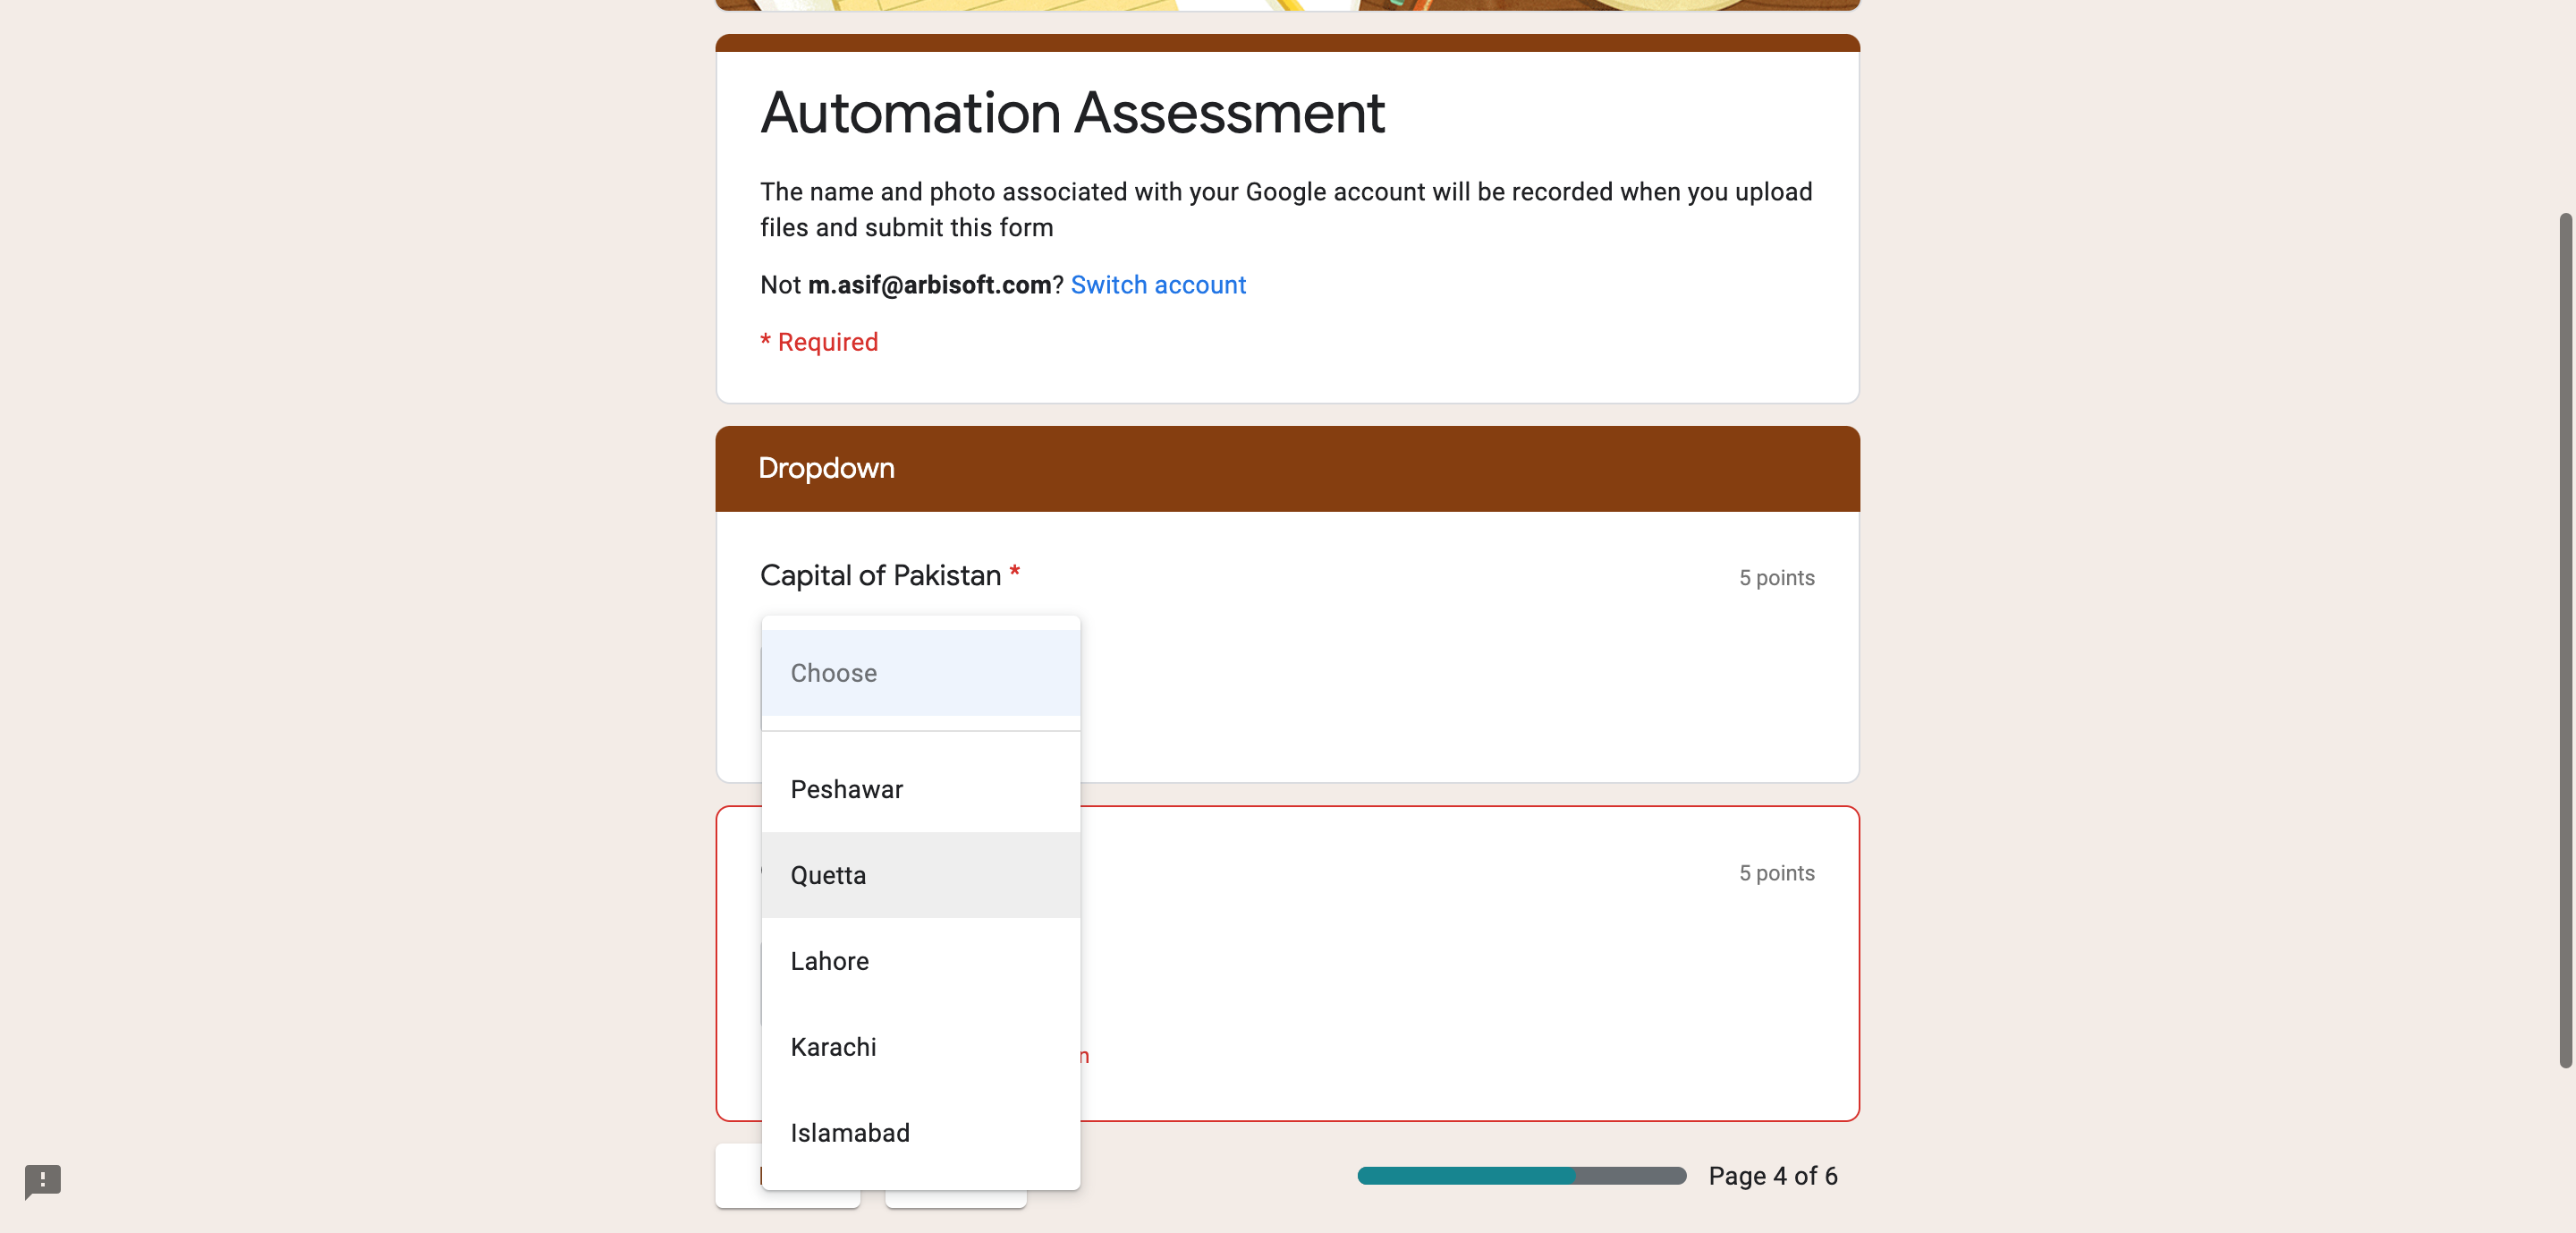 Automation Assessment
The name and photo associated with your Google account will be recorded when you upload
files and submit this form
Not m.asif@arbisoft.com? Switch account
* Required
Dropdown
Capital of Pakistan *
5 points
Choose
Peshawar
Quetta
5 points
Lahore
Karachi
Islamabad
Page 4 of 6